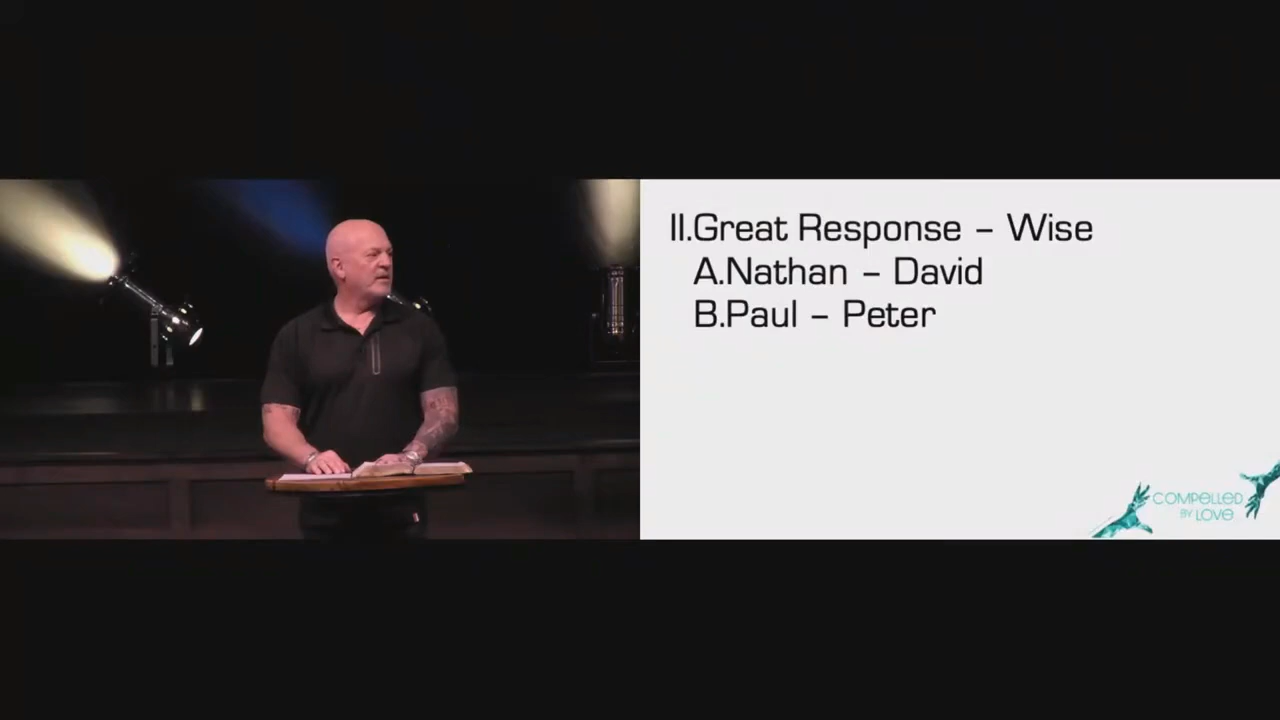 II.Great Response – Wise
A.Nathan – David
B.Paul – Peter
COMPELLED
BY LOVE